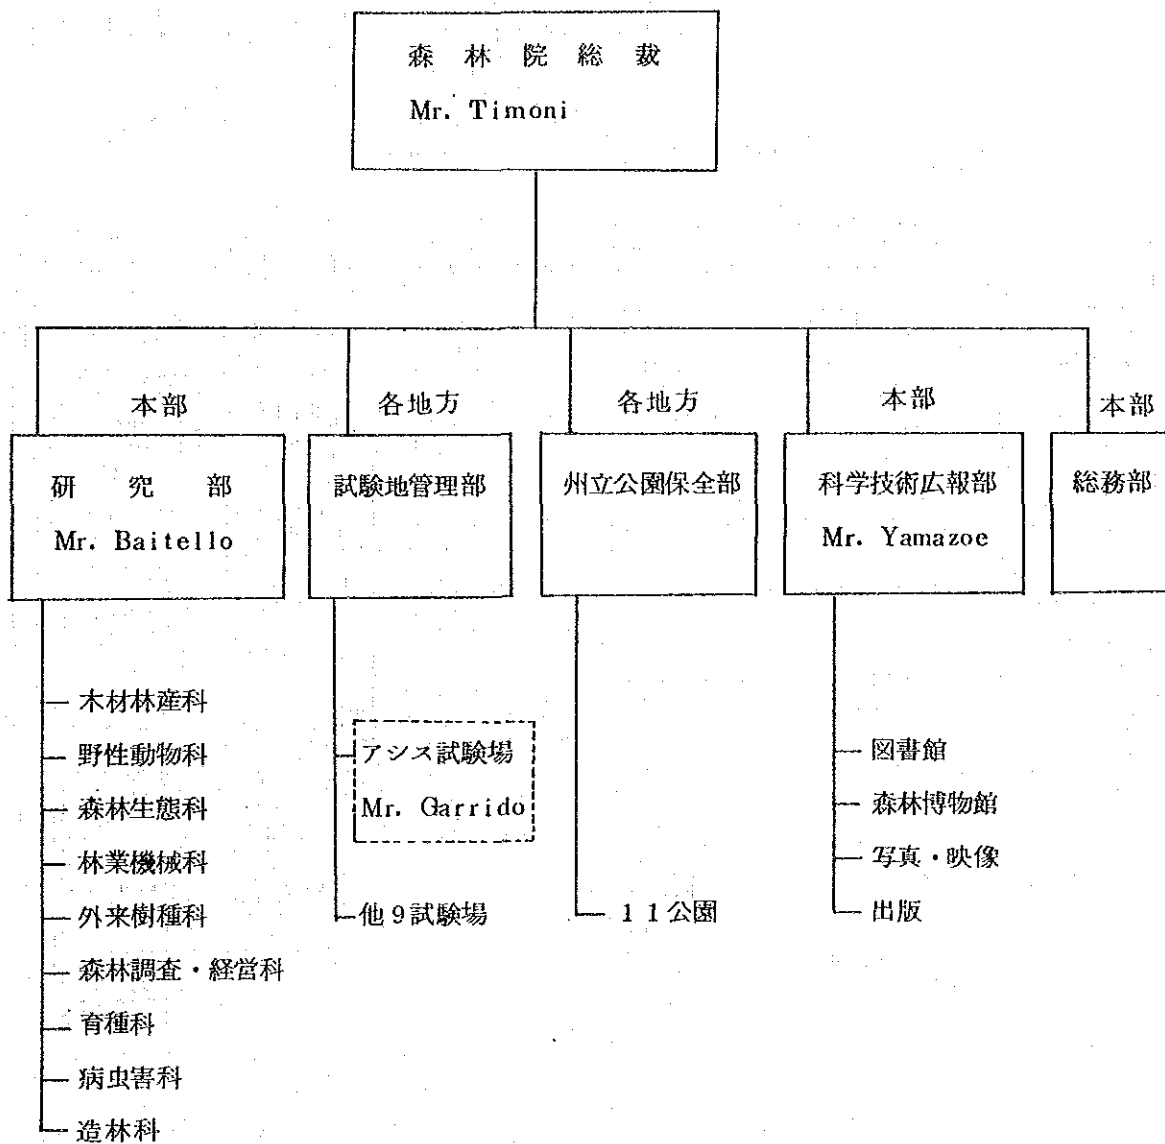 森林院総裁
Mr. Timoni
本部
各地方
各地方
本部
本部
研究部
Mr. Baitello
試験地管理部
州立公園保全部
科学技術広報部
Mr. Yamazoe
総務部
木材林産科
野性動物科
森林生態科
林業機械科
外来樹種科
森林調査・経営科
育種科
病虫害科
造林科
アシス試験場
Mr. Garrido
他9試験場
11公園
図書館
森林博物館
写真・映像
出版